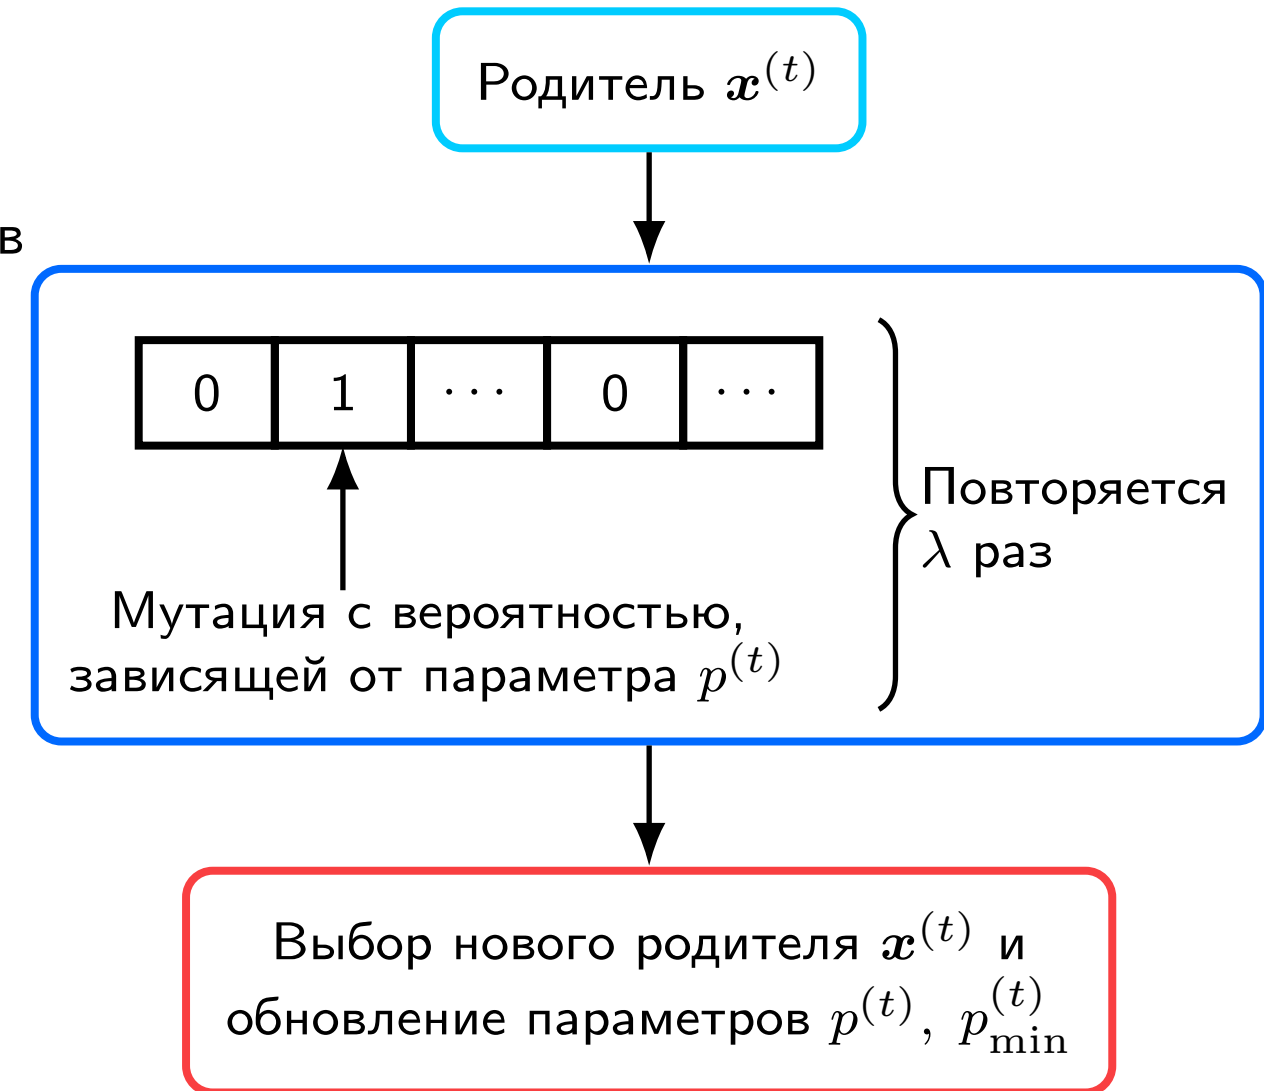 Родитель x^(t)
в
0 1 ··· 0 ···
Повторяется
λ раз
Мутация с вероятностью,
зависящей от параметра p^(t)
Выбор нового родителя x^(t) и
обновление параметров p^(t), p_min^(t)